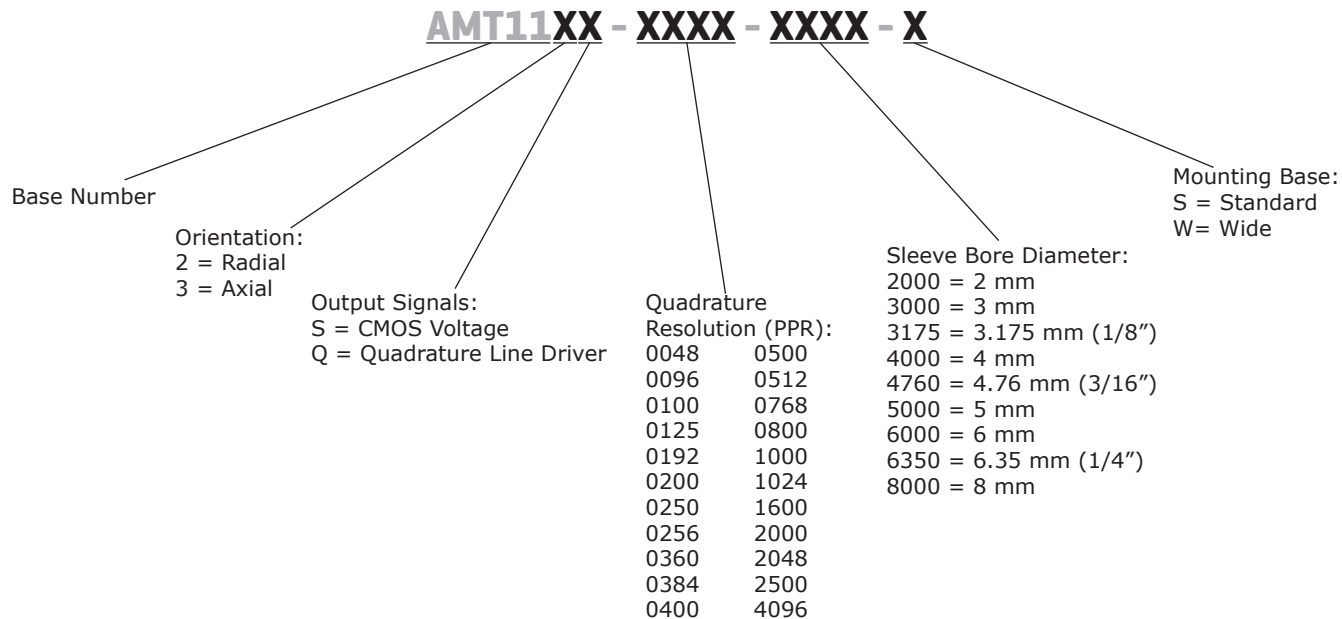 AMT11XX - XXXX - XXXX - X
Base Number
Orientation:
2 = Radial
3 = Axial
Output Signals:
S = CMOS Voltage
Q = Quadrature Line Driver
Quadrature
Resolution (PPR):
0048 0500
0096 0512
0100 0768
0125 0800
0192 1000
0200 1024
0250 1600
0256 2000
0360 2048
0384 2500
0400 4096
Sleeve Bore Diameter:
2000 = 2 mm
3000 = 3 mm
3175 = 3.175 mm (1/8″)
4000 = 4 mm
4760 = 4.76 mm (3/16″)
5000 = 5 mm
6000 = 6 mm
6350 = 6.35 mm (1/4″)
8000 = 8 mm
Mounting Base:
S = Standard
W= Wide